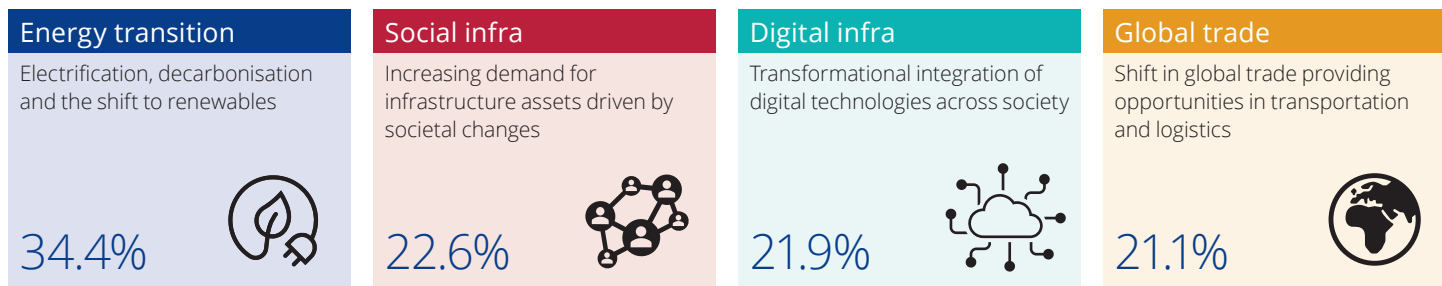 Energy transition
Electrification, decarbonisation
and the shift to renewables
34.4%
Social infra
Increasing demand for
infrastructure assets driven by
societal changes
22.6%
Digital infra
Transformational integration of
digital technologies across society
21.9%
Global trade
Shift in global trade providing
opportunities in transportation
and logistics
21.1%